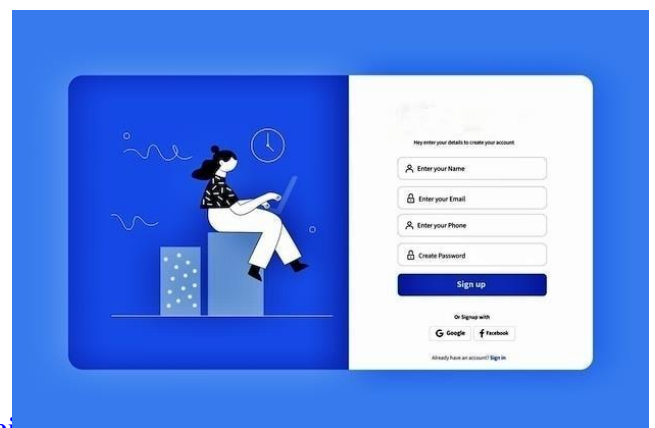 Hey enter your details to create your account
Enter your Name
Enter your Email
Enter your Phone
Create Password
Sign up
Or Signup with
G Google f Facebook
Already have an account? Sign in